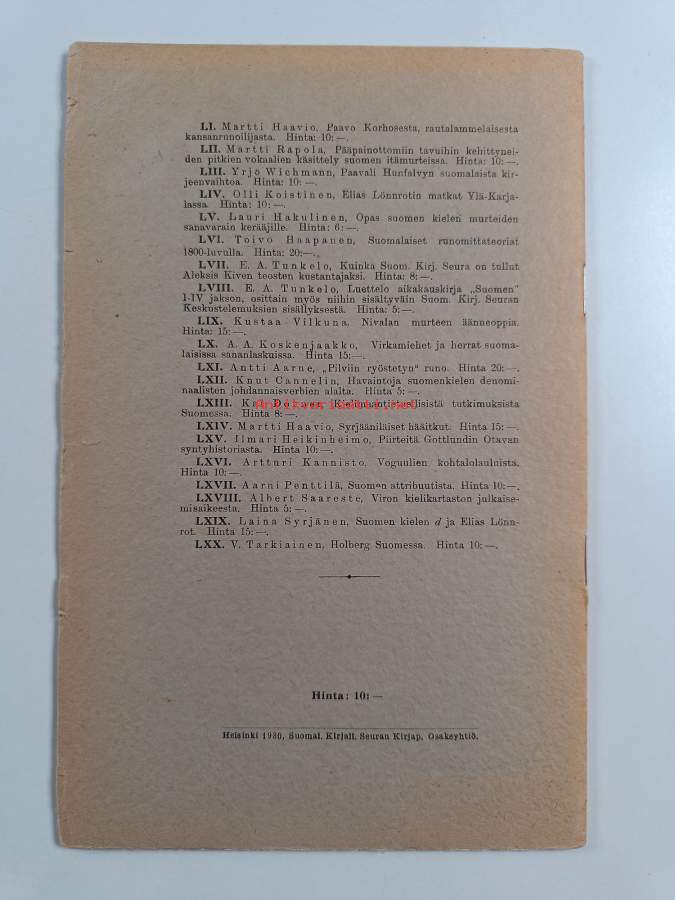 LI. Martti Haavio, Paavo Korhosesta, rautalammelaisesta
kansanrunoilijasta. Hinta: 10:—.
LII. Martti Rapola, Pääpainottomiin tavuihin kehittynei-
den pitkien vokaalien käsittely suomen itämurteissa. Hinta: 10:—.
LIII. Yrjö Wichmann, Paavali Hunfalvyn suomalaista kir-
jeenvaihtoa. Hinta: 10:—.
LIV. Olli Koistinen, Elias Lönnrotin matkat Ylä-Karja-
lassa. Hinta: 10:—.
LV. Lauri Hakulinen, Opas suomen kielen murteiden
sanavarain kerääjille. Hinta: 6:—.
LVI. Toivo Haapanen, Suomalaiset runomittateoriat
1800-luvulla. Hinta: 20:—.
LVII. E. A. Tunkelo, Kuinka Suom. Kirj. Seura on tullut
Aleksis Kiven teosten kustantajaksi. Hinta: 8:—.
LVIII. E. A. Tunkelo, Luettelo aikakauskirja „Suomen"
I-IV jakson, osittain myös niihin sisältyväin Suom. Kirj. Seuran
Keskustelemuksien sisällyksestä. Hinta: 5:—.
LIX. Kustaa Vilkuna. Nivalan murteen äänneoppia.
Hinta: 15:—.
LX. A. A. Koskenjaakko, Virkamiehet ja herrat suoma-
laisissa sananlaskuissa. Hinta 15:—.
LXI. Antti Aarne, „Pilviin ryöstetyn" runo. Hinta 20:—.
LXII. Knut Cannelin, Havaintoja suomenkielen denomi-
naalisten johdannaisverbien alalta. Hinta 5:—.
LXIII. Kai Donner, Kielenhantistestlisistä tutkimuksista
Suomessa. Hinta 8:—.
LXIV. Martti Haavio, Syrjääniläiset hääitkut. Hinta 15:—.
LXV. Ilmari Heikinheimo, Piirteitä Gottlundin Otavan
syntyhistoriasta. Hinta 10:—.
LXVI. Artturi Kannisto. Voguulien kohtalolauluista.
Hinta 10:—.
LXVII. Aarni Penttilä, Suomen attribuutista. Hinta 10:—.
LXVIII. Albert Saareste, Viron kielikartaston julkaise-
misaikeesta. Hinta 5:—.
LXIX. Laina Syrjänen, Suomen kielen d ja Elias Lönn-
rot. Hinta 15:—.
LXX. V. Tarkiainen, Holberg Suomessa. Hinta 10:—.
Hinta: 10:—
Helsinki 1930, Suomal. Kirjall. Seuran Kirjap. Osakeyhtiö.